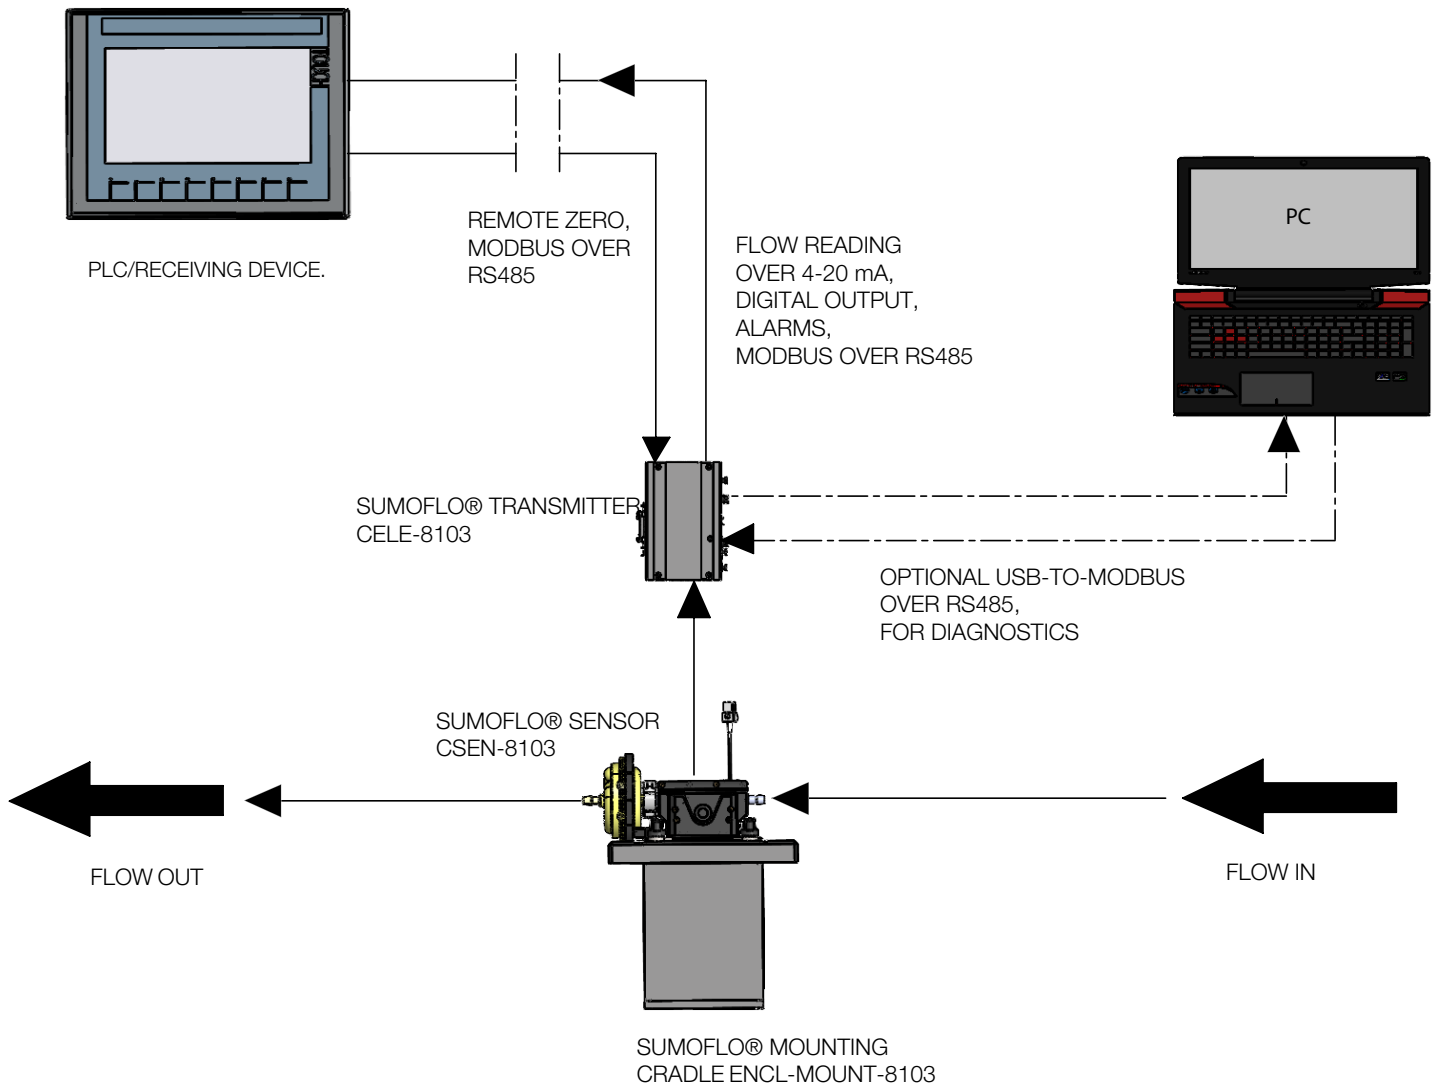 PLC/RECEIVING DEVICE.
REMOTE ZERO,
MODBUS OVER
RS485
FLOW READING
OVER 4-20 mA,
DIGITAL OUTPUT,
ALARMS,
MODBUS OVER RS485
PC
SUMOFLO® TRANSMITTER
CELE-8103
OPTIONAL USB-TO-MODBUS
OVER RS485,
FOR DIAGNOSTICS
SUMOFLO® SENSOR
CSEN-8103
FLOW OUT
FLOW IN
SUMOFLO® MOUNTING
CRADLE ENCL-MOUNT-8103